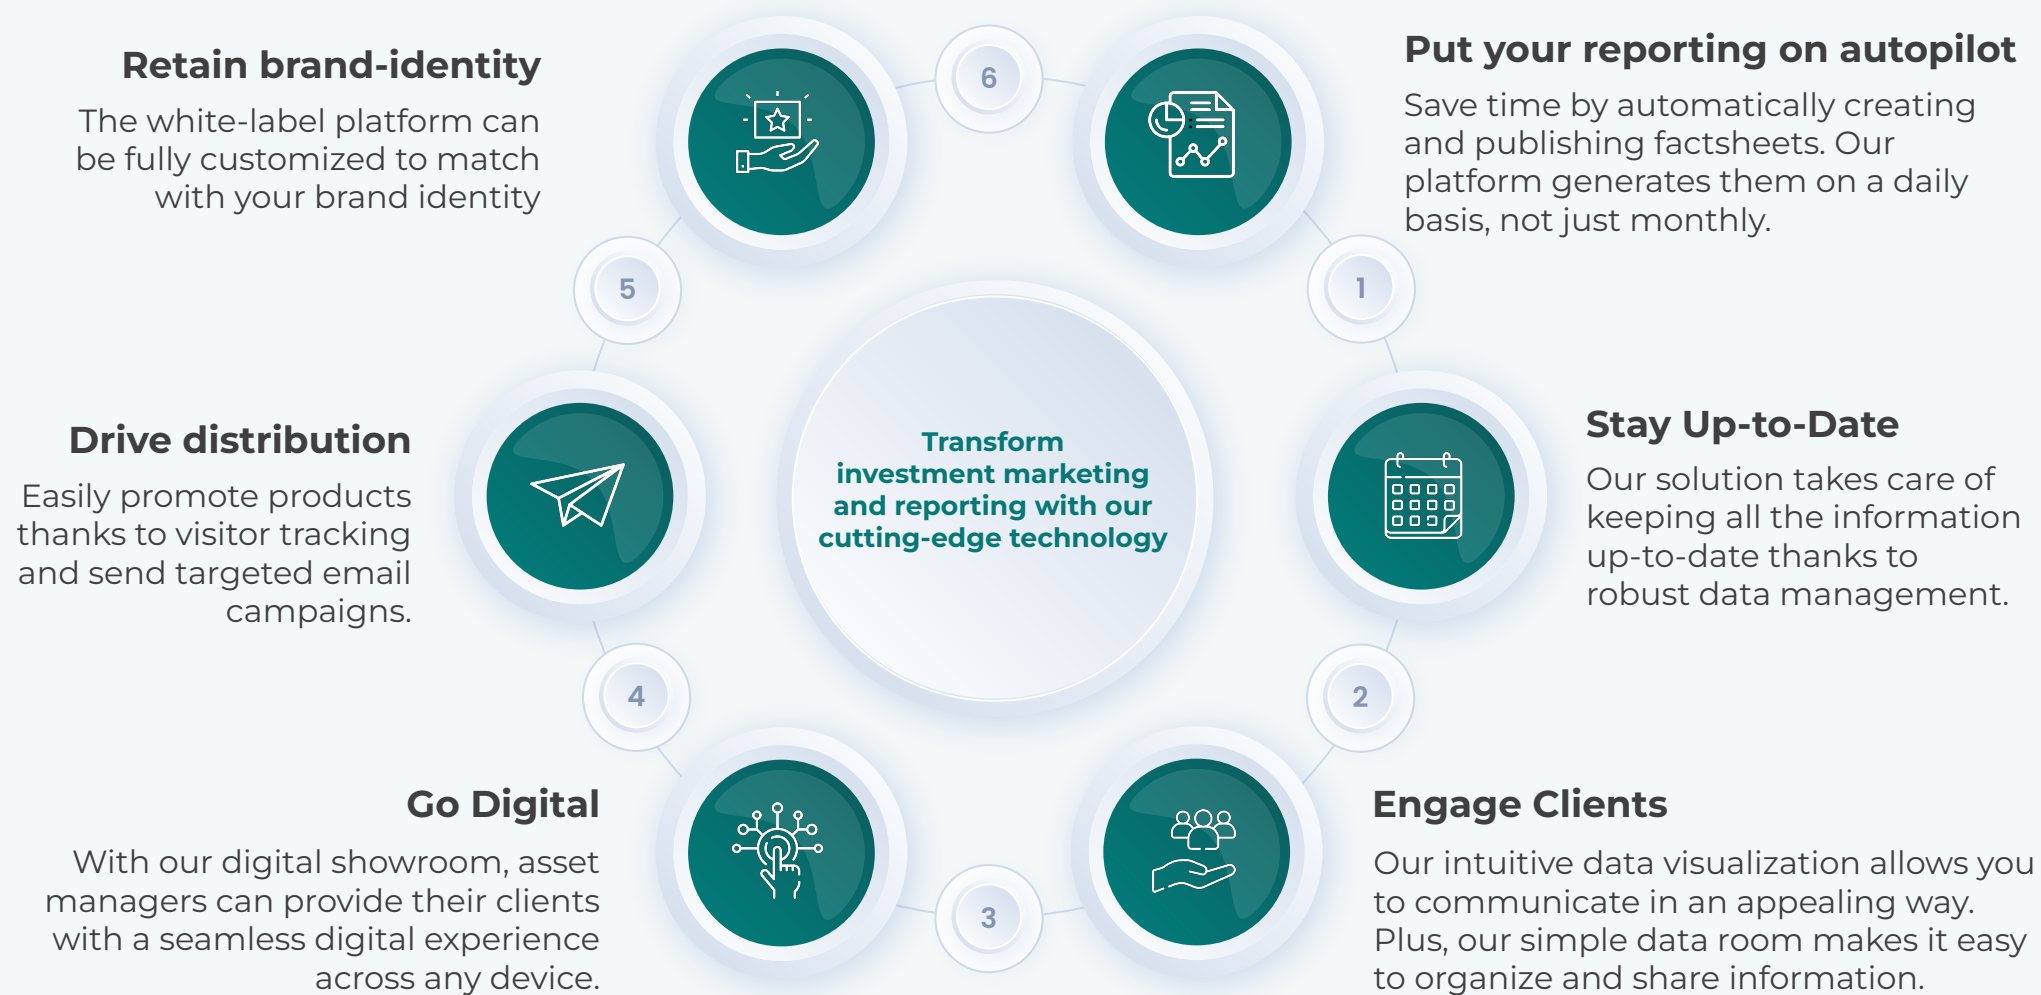 Retain brand-identity
The white-label platform can
be fully customized to match
with your brand identity
6
Put your reporting on autopilot
Save time by automatically creating
and publishing factsheets. Our
platform generates them on a daily
basis, not just monthly.
5
1
Transform
investment marketing
and reporting with our
cutting-edge technology
Drive distribution
Easily promote products
thanks to visitor tracking
and send targeted email
campaigns.
Stay Up-to-Date
Our solution takes care of
keeping all the information
up-to-date thanks to
robust data management.
4
2
Go Digital
With our digital showroom, asset
managers can provide their clients
with a seamless digital experience
across any device.
3
Engage Clients
Our intuitive data visualization allows you
to communicate in an appealing way.
Plus, our simple data room makes it easy
to organize and share information.